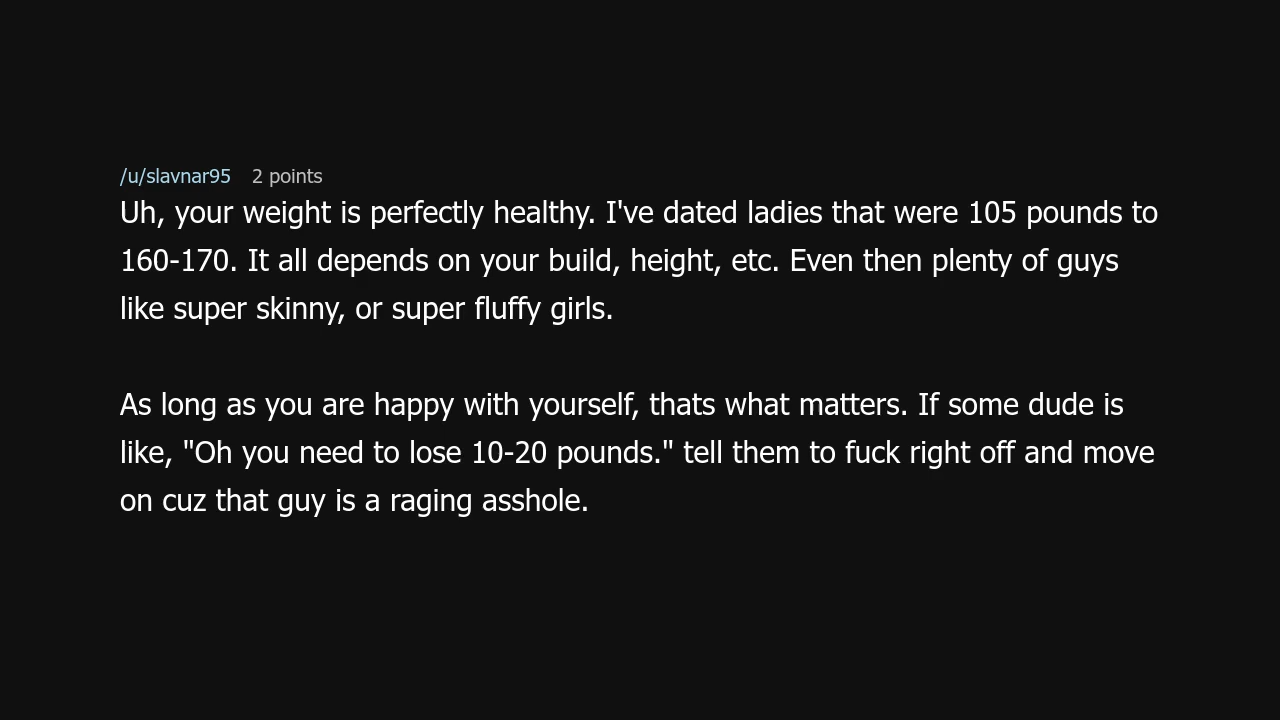 /u/slavnar95 2 points
Uh, your weight is perfectly healthy. I've dated ladies that were 105 pounds to
160-170. It all depends on your build, height, etc. Even then plenty of guys
like super skinny, or super fluffy girls.
As long as you are happy with yourself, thats what matters. If some dude is
like, "Oh you need to lose 10-20 pounds." tell them to fuck right off and move
on cuz that guy is a raging asshole.